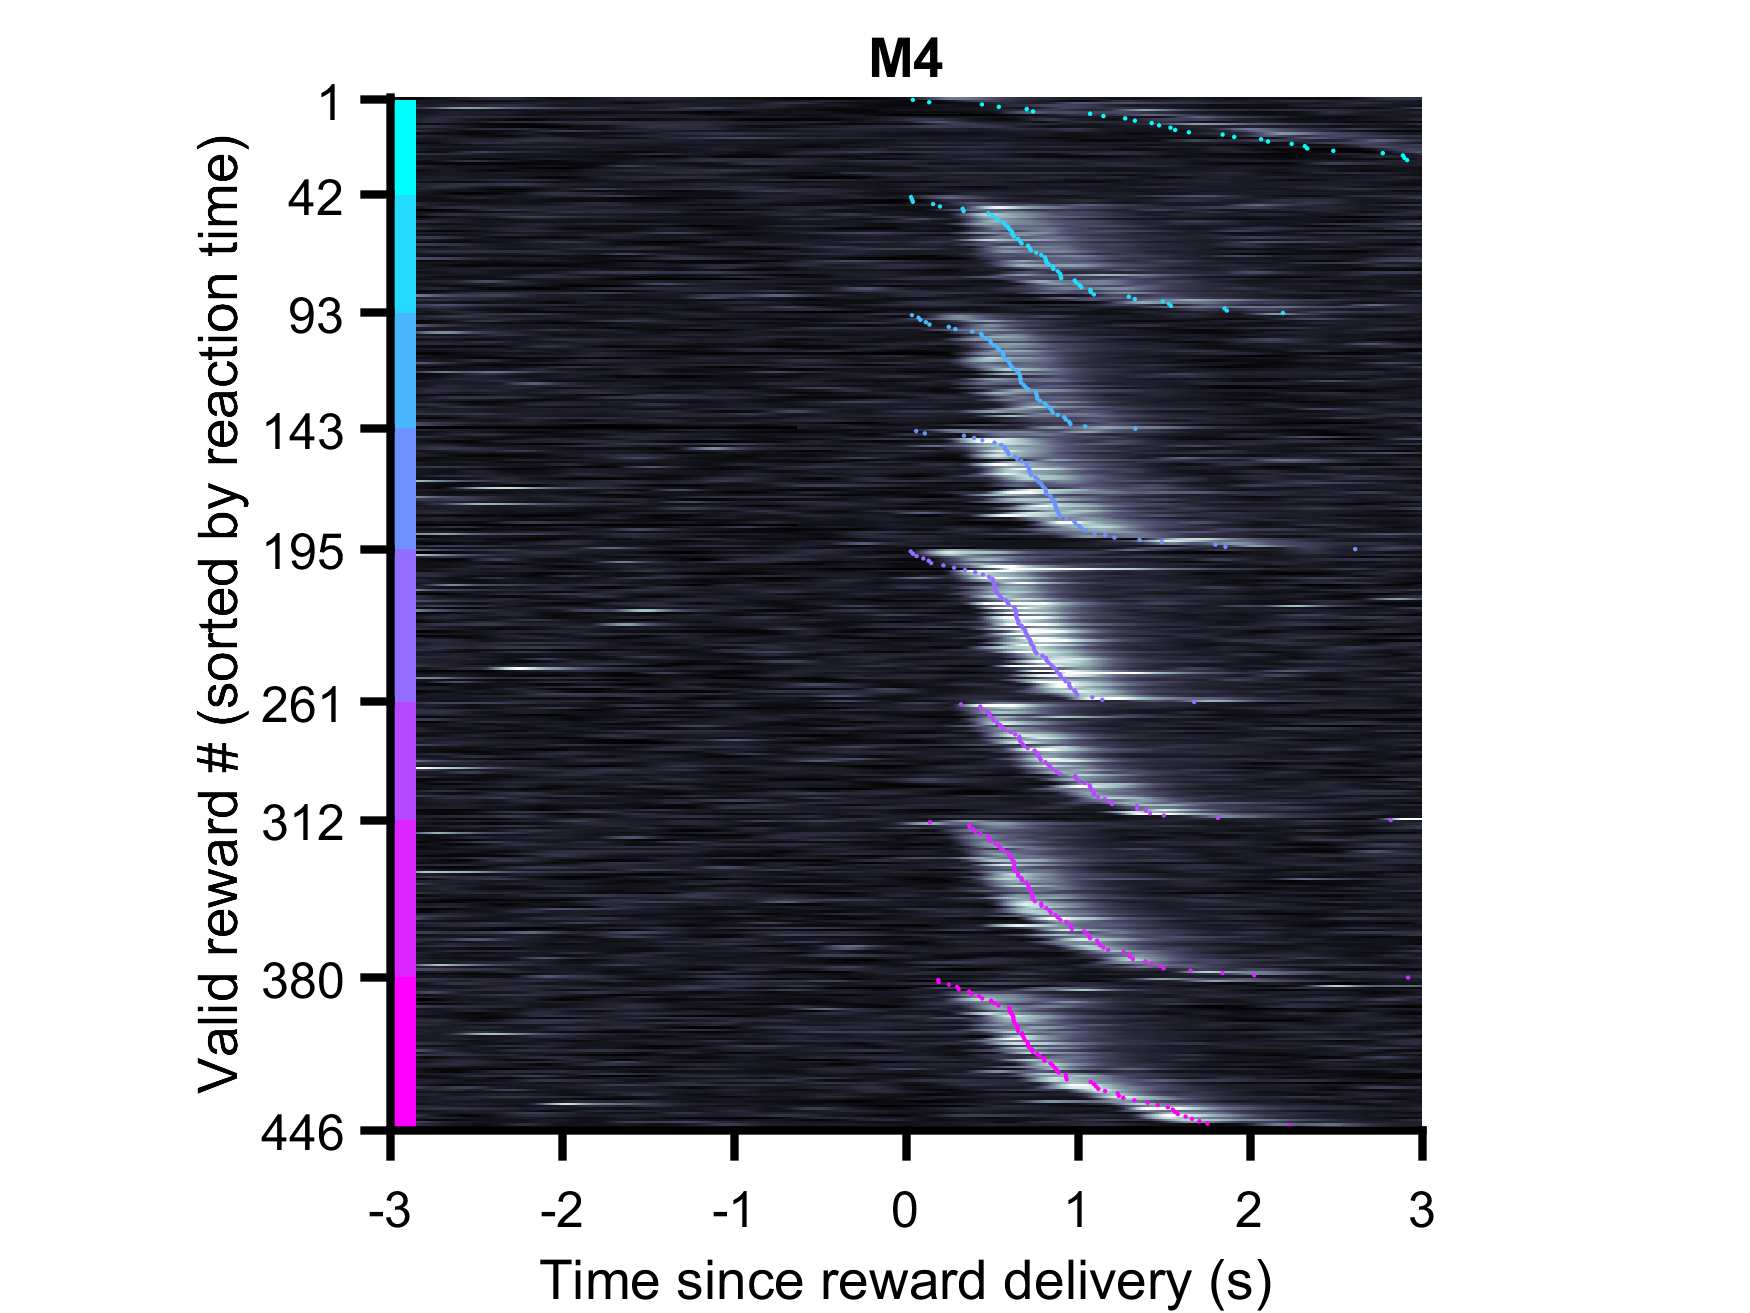 M4
Valid reward # (sorted by reaction time)
1
42
93
143
195
261
312
380
446
-3 -2 -1 0 1 2 3
Time since reward delivery (s)